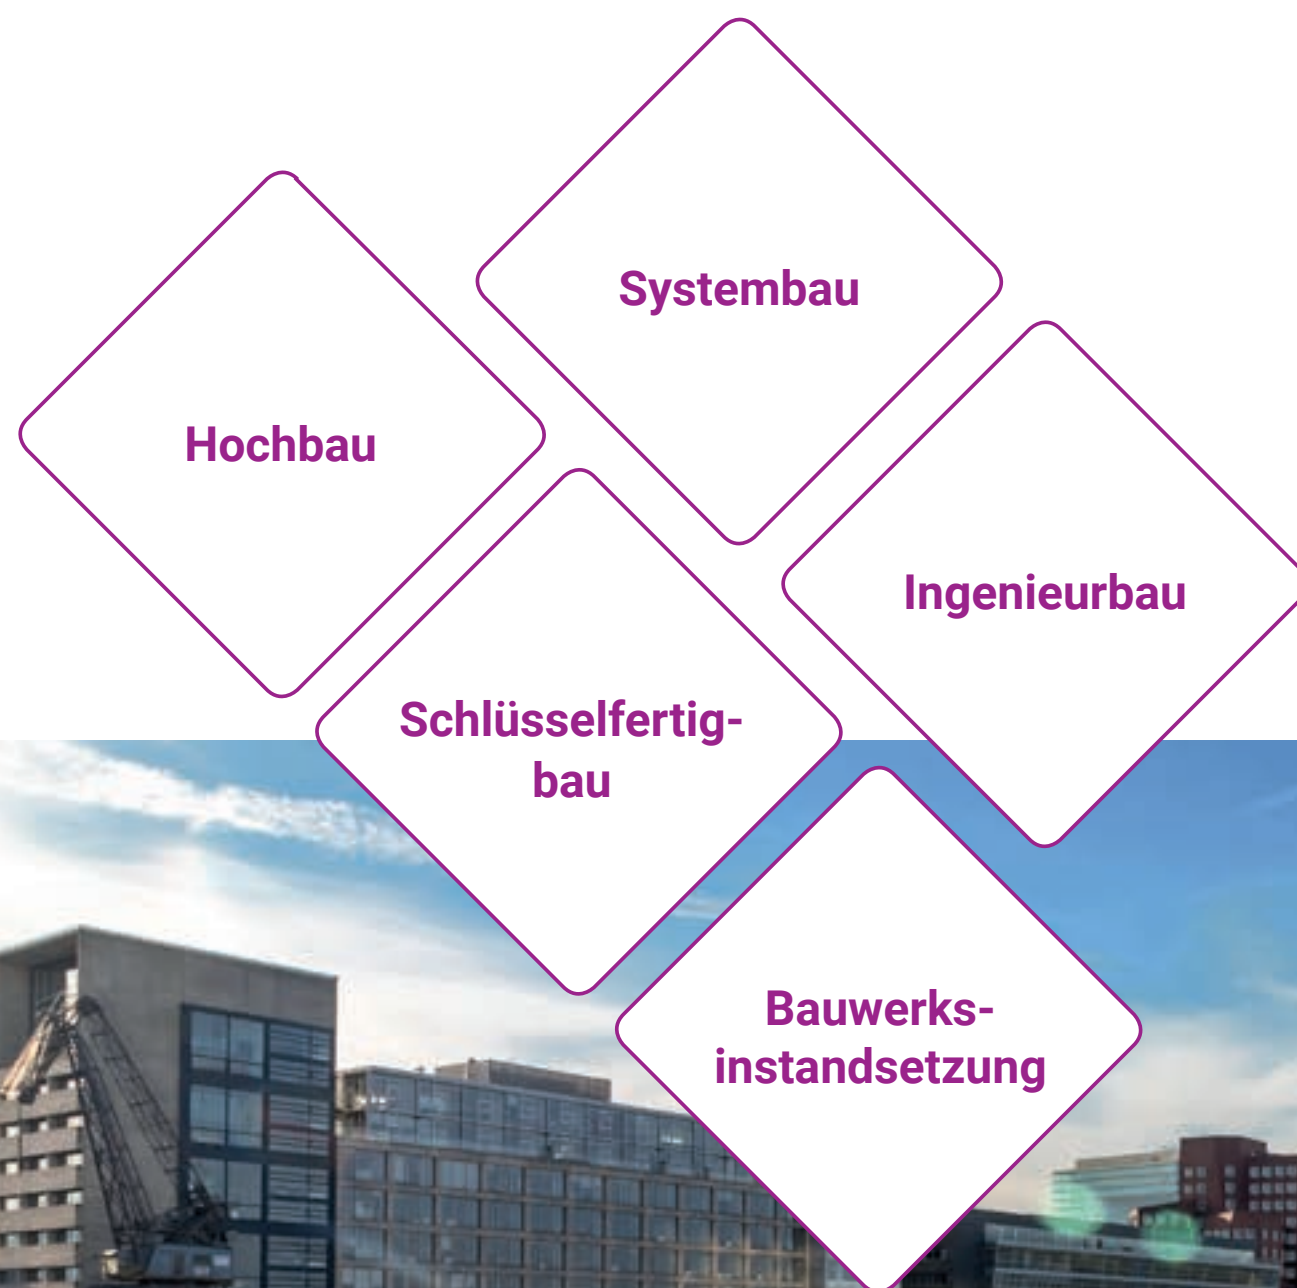 Systembau
Hochbau
Ingenieurbau
Schlüsselfertig-
bau
Bauwerks-
instandsetzung